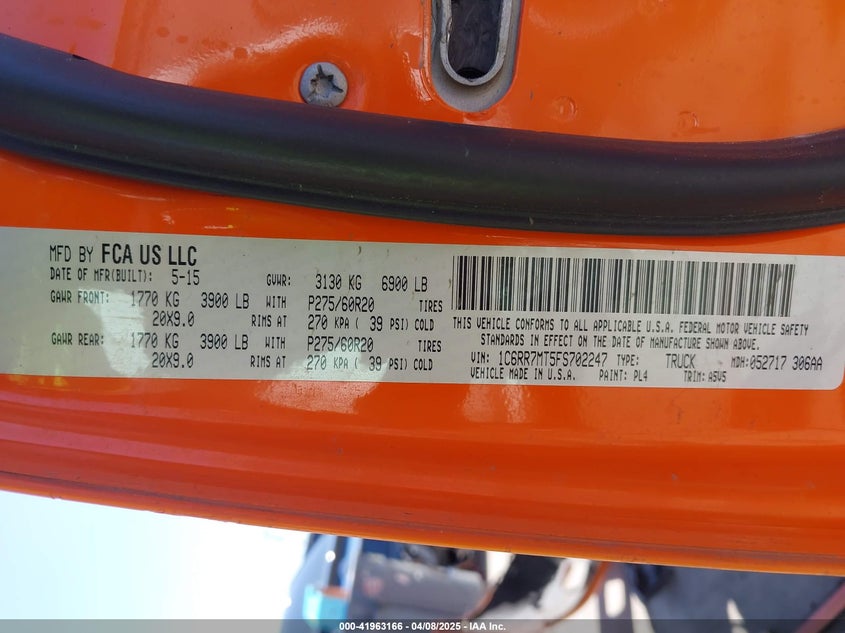 MFD BY FCA US LLC
DATE OF MFR(BUILT): 5-15 GVWR: 3130 KG 6900 LB
GAWR FRONT: 1770 KG 3900 LB WITH P275/60R20 TIRES
20X9.0 RIMS AT 270 KPA ( 39 PSI) COLD
GAWR REAR: 1770 KG 3900 LB WITH P275/60R20 TIRES
20X9.0 RIMS AT 270 KPA ( 39 PSI) COLD
THIS VEHICLE CONFORMS TO ALL APPLICABLE U.S.A. FEDERAL MOTOR VEHICLE SAFETY
STANDARDS IN EFFECT ON THE DATE OF MANUFACTURE SHOWN ABOVE.
VIN: 1C6RR7MT5FS702247 TYPE: TRUCK MDH:052717 306AA
VEHICLE MADE IN U.S.A. PAINT: PL4 TRIM: A5V5
000-41963166 - 04/08/2025 - IAA Inc.